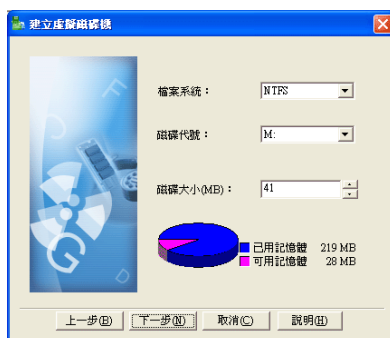 建立虛擬磁碟機
檔案系統： NTFS
磁碟代號： M:
磁碟大小(MB)： 41
已用記憶體 219 MB
可用記憶體 28 MB
上一步(B) 下一步(N) 取消(C) 說明(H)